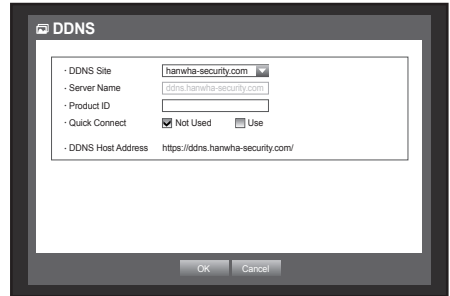 DDNS
· DDNS Site hanwha-security.com
· Server Name ddns.hanwha-security.com
· Product ID
· Quick Connect Not Used Use
· DDNS Host Address https://ddns.hanwha-security.com/
OK Cancel